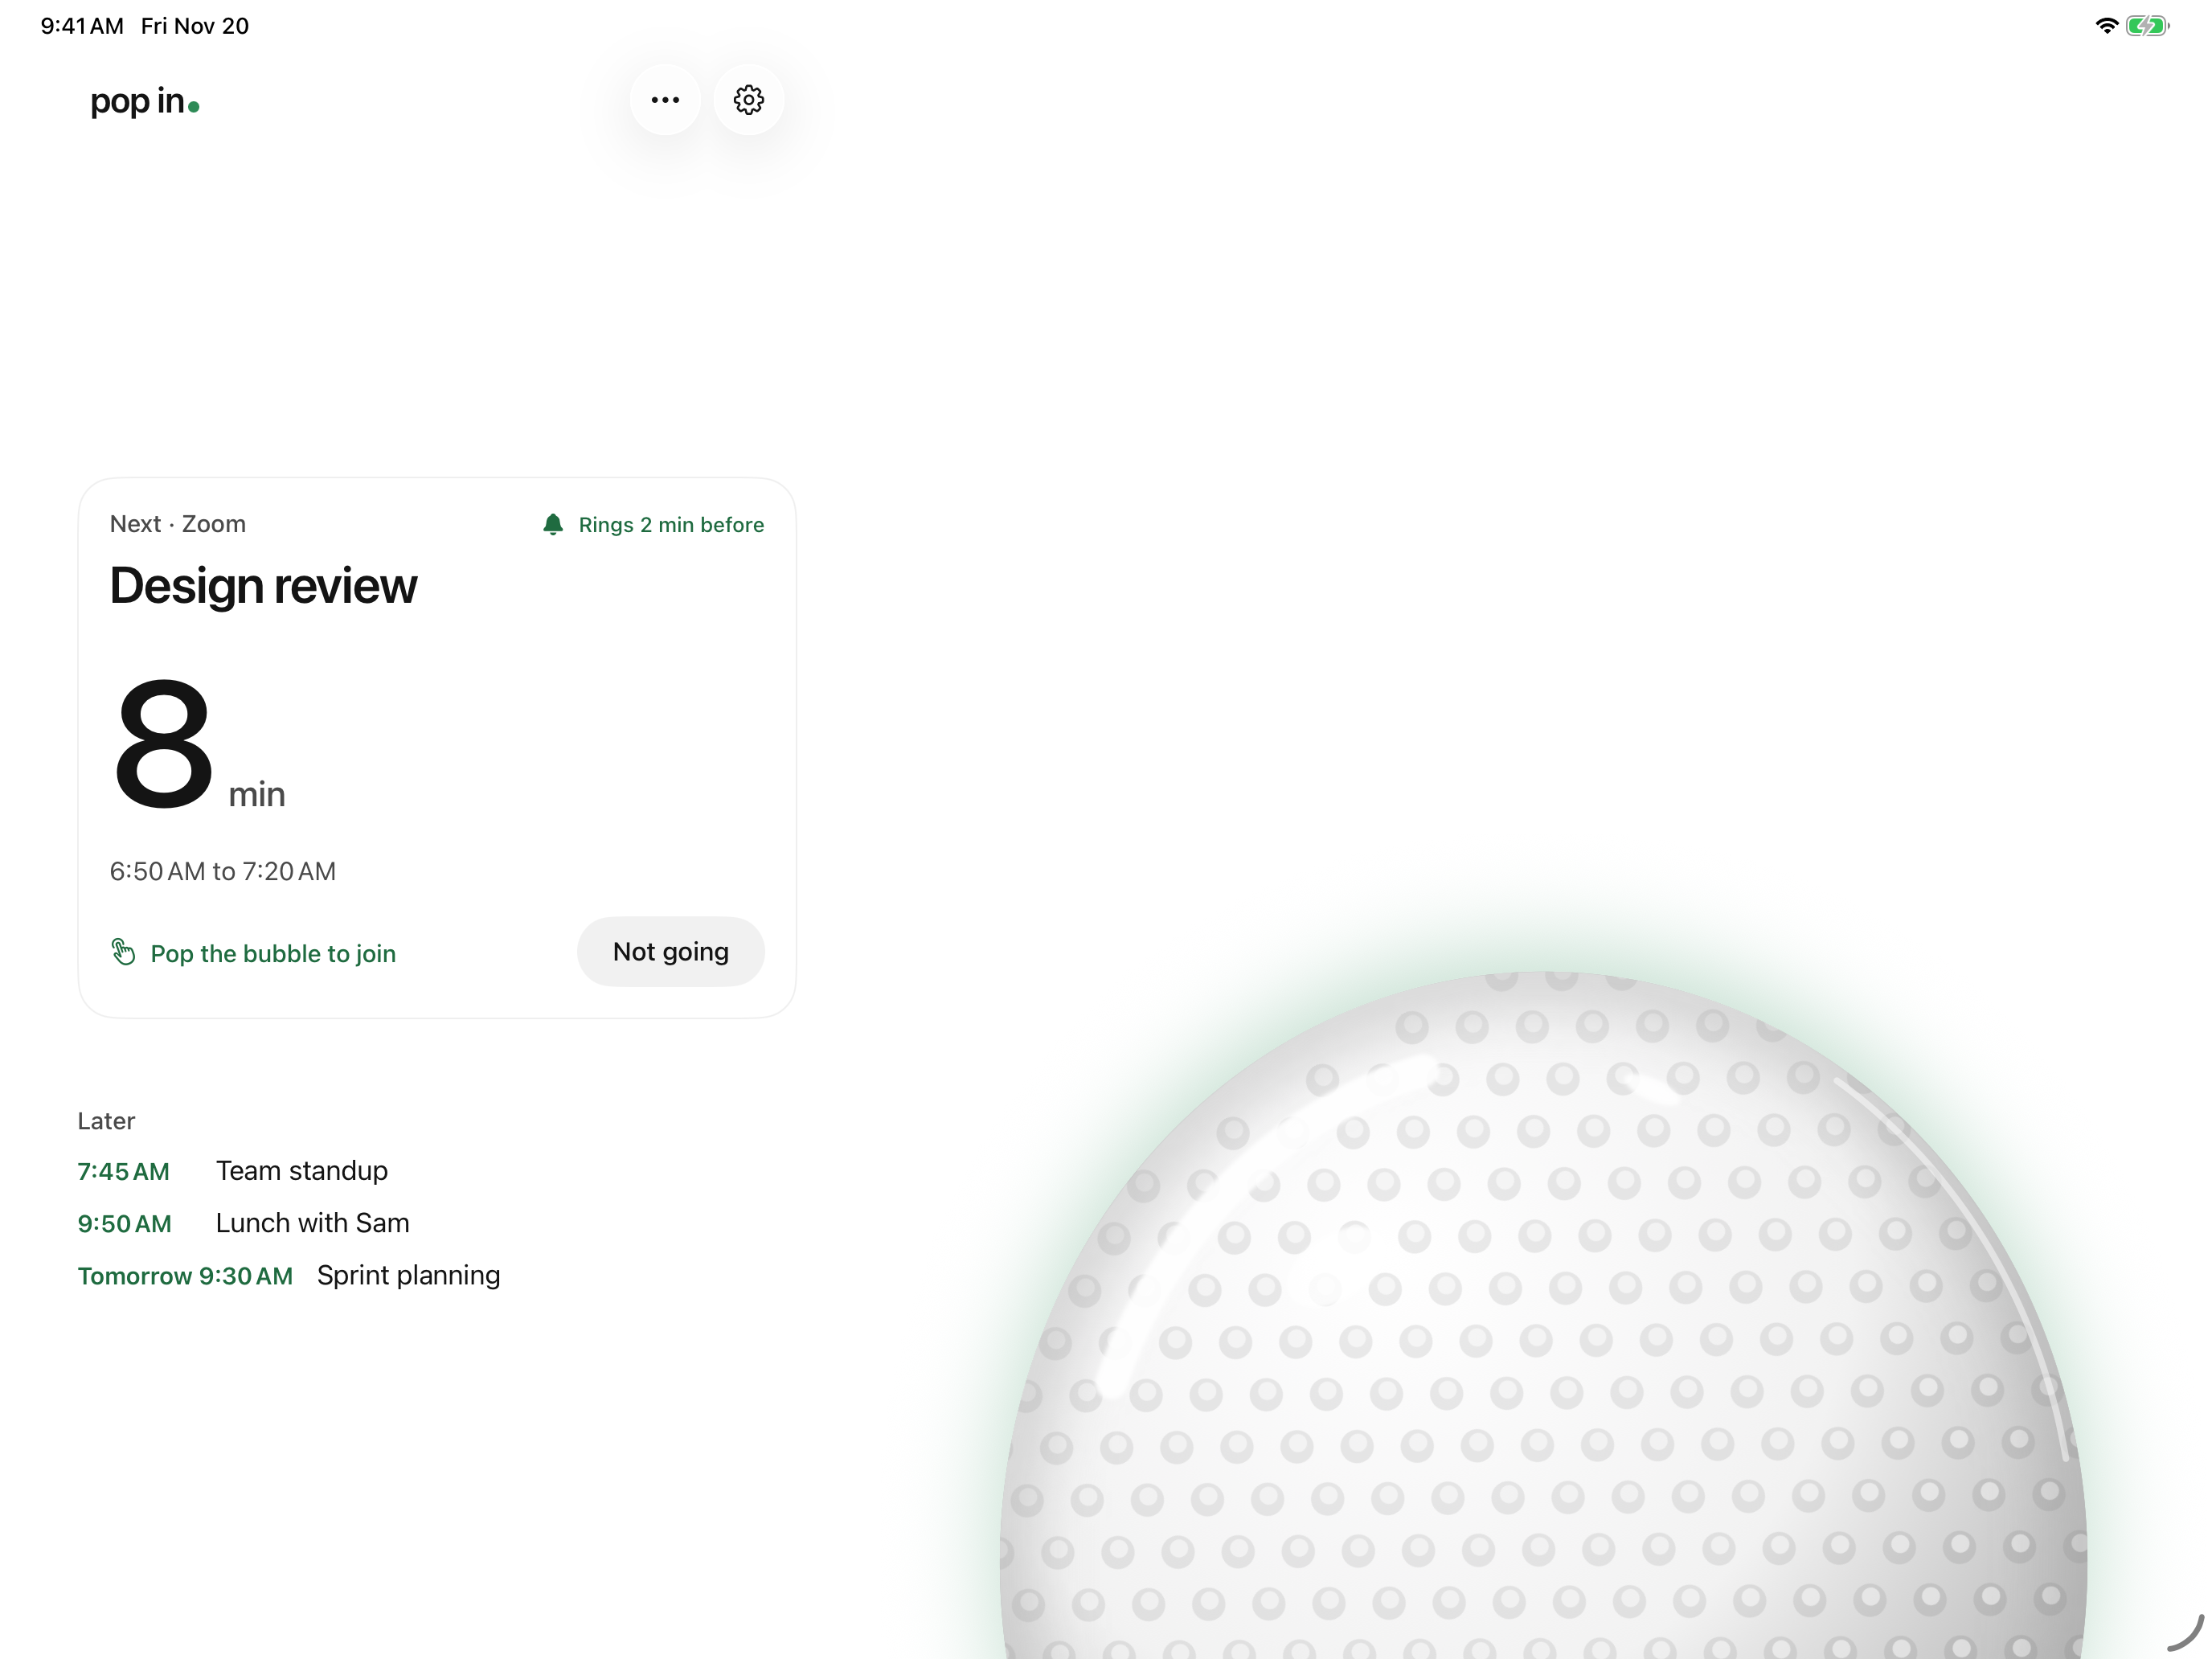 9:41 AM Fri Nov 20
pop in.
Next · Zoom
Rings 2 min before
Design review
8 min
6:50 AM to 7:20 AM
Pop the bubble to join
Not going
Later
7:45 AM Team standup
9:50 AM Lunch with Sam
Tomorrow 9:30 AM Sprint planning